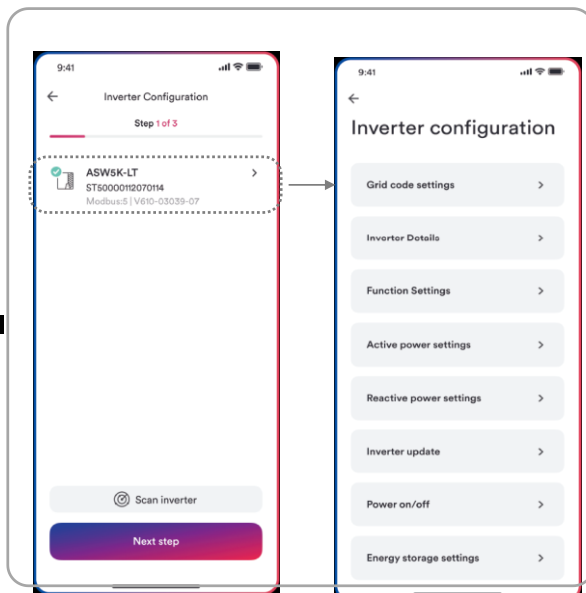 9:41
Inverter Configuration
Step 1 of 3
ASW5K-LT
ST50000112070114
Modbus:5 | V610-03039-07
Scan inverter
Next step
9:41
Inverter configuration
Grid code settings
Inverter Details
Function Settings
Active power settings
Reactive power settings
Inverter update
Power on/off
Energy storage settings